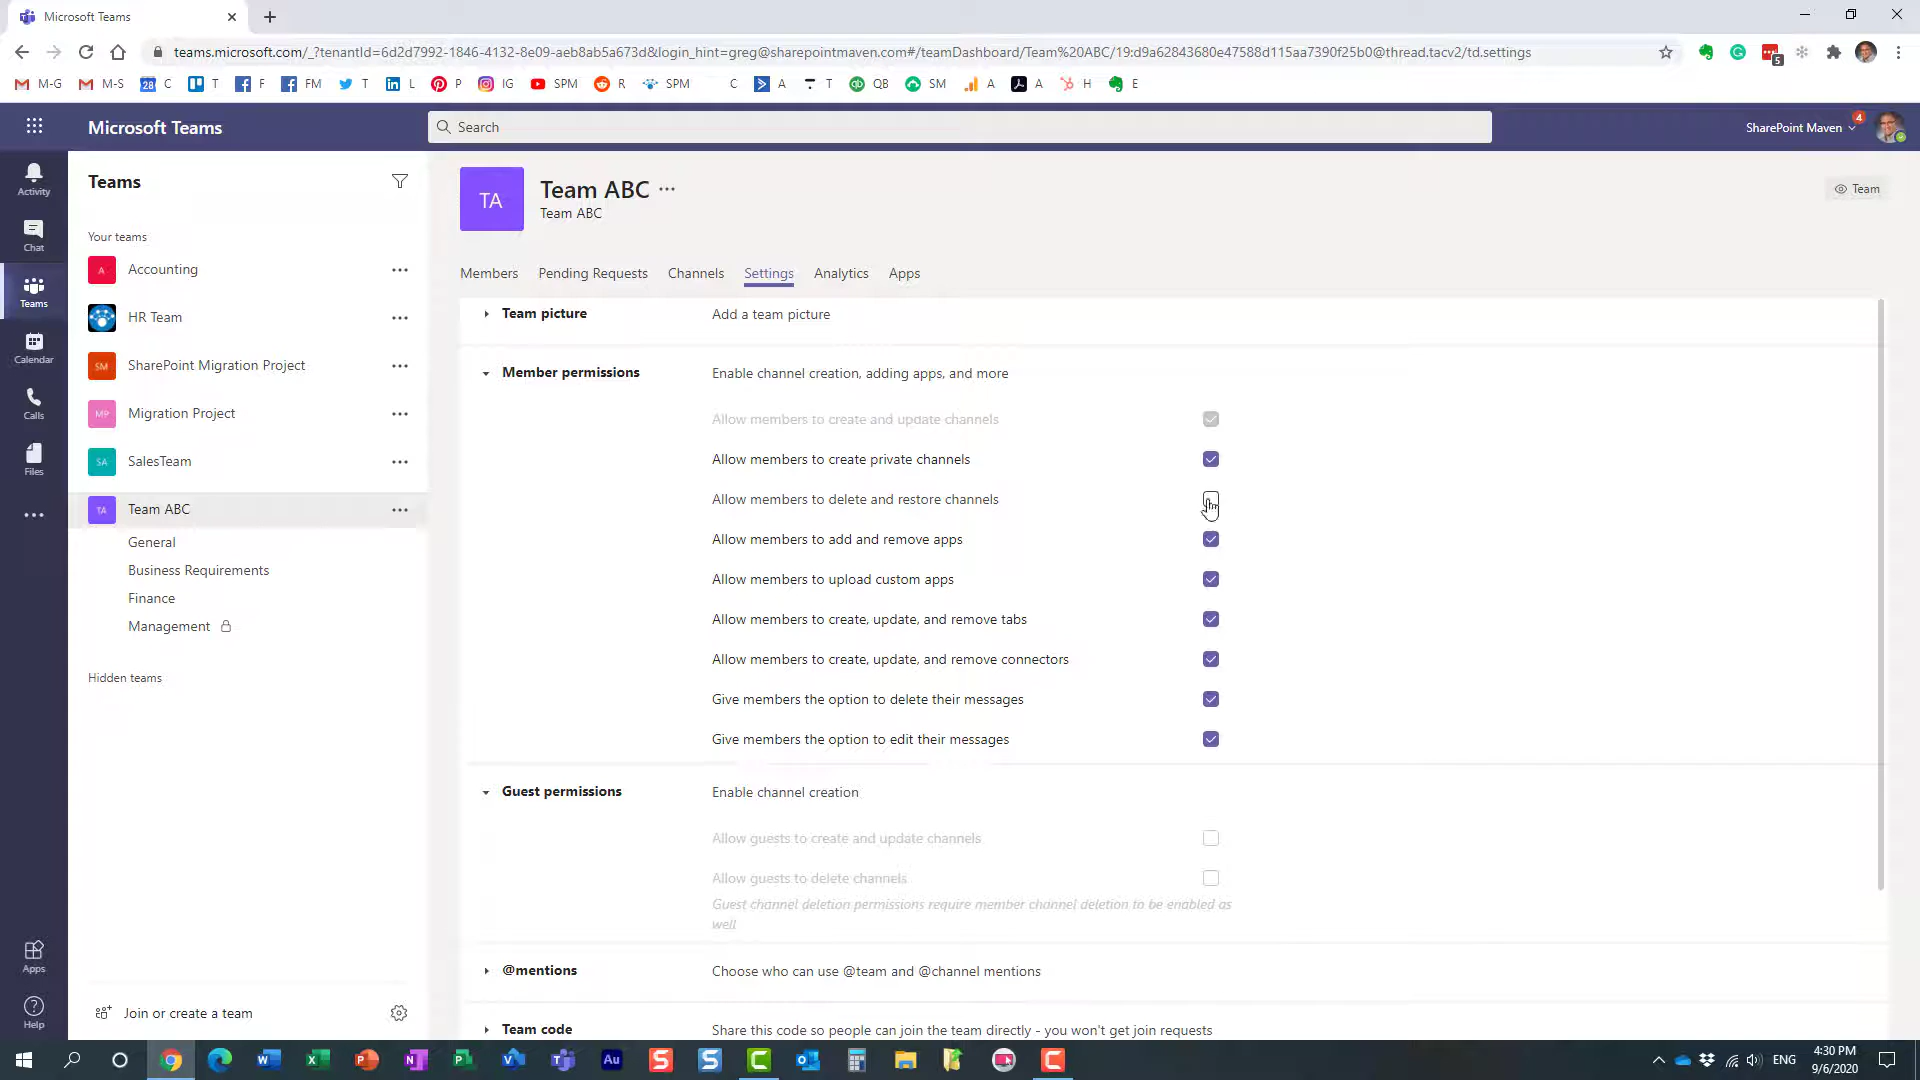 Microsoft Teams
teams.microsoft.com/_?tenantId=6d2d7992-1846-4132-8e09-aeb8ab5a673d&login_hint=greg@sharepointmaven.com#/teamDashboard/Team%20ABC/19:d9a62843680e47588d115aa7390f25b0@thread.tacv2/td.settings
5
M-G M-S 28 C T F FM T L P IG SPM R SPM C A T QB SM A A H E
Microsoft Teams
Search
SharePoint Maven
4
Activity
Chat
Teams
Calendar
Calls
Files
Apps
Help
Teams
Your teams
A Accounting
HR Team
SM SharePoint Migration Project
MP Migration Project
SA SalesTeam
TA Team ABC
General
Business Requirements
Finance
Management
Hidden teams
Join or create a team
TA
Team ABC
Team ABC
Team
Members Pending Requests Channels Settings Analytics Apps
Team picture Add a team picture
Member permissions Enable channel creation, adding apps, and more
Allow members to create and update channels
Allow members to create private channels
Allow members to delete and restore channels
Allow members to add and remove apps
Allow members to upload custom apps
Allow members to create, update, and remove tabs
Allow members to create, update, and remove connectors
Give members the option to delete their messages
Give members the option to edit their messages
Guest permissions Enable channel creation
Allow guests to create and update channels
Allow guests to delete channels
Guest channel deletion permissions require member channel deletion to be enabled as
well
@mentions Choose who can use @team and @channel mentions
Team code Share this code so people can join the team directly - you won't get join requests
Au
ENG
4:30 PM
9/6/2020